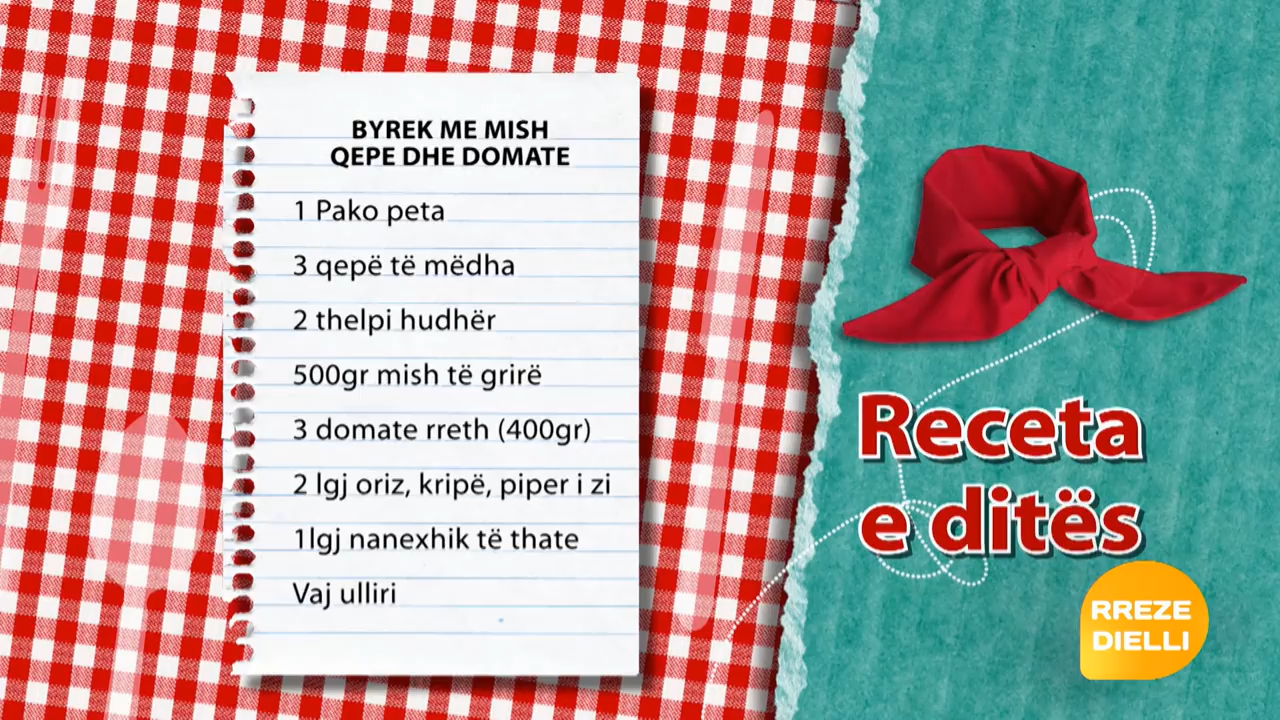 BYREK ME MISH
QEPE DHE DOMATE
1 Pako peta
3 qepë të mëdha
2 thelpi hudhër
500gr mish të grirë
3 domate rreth (400gr)
2 lgj oriz, kripë, piper i zi
1lgj nanexhik të thate
Vaj ulliri
Receta
e ditës
RREZE
DIELLI